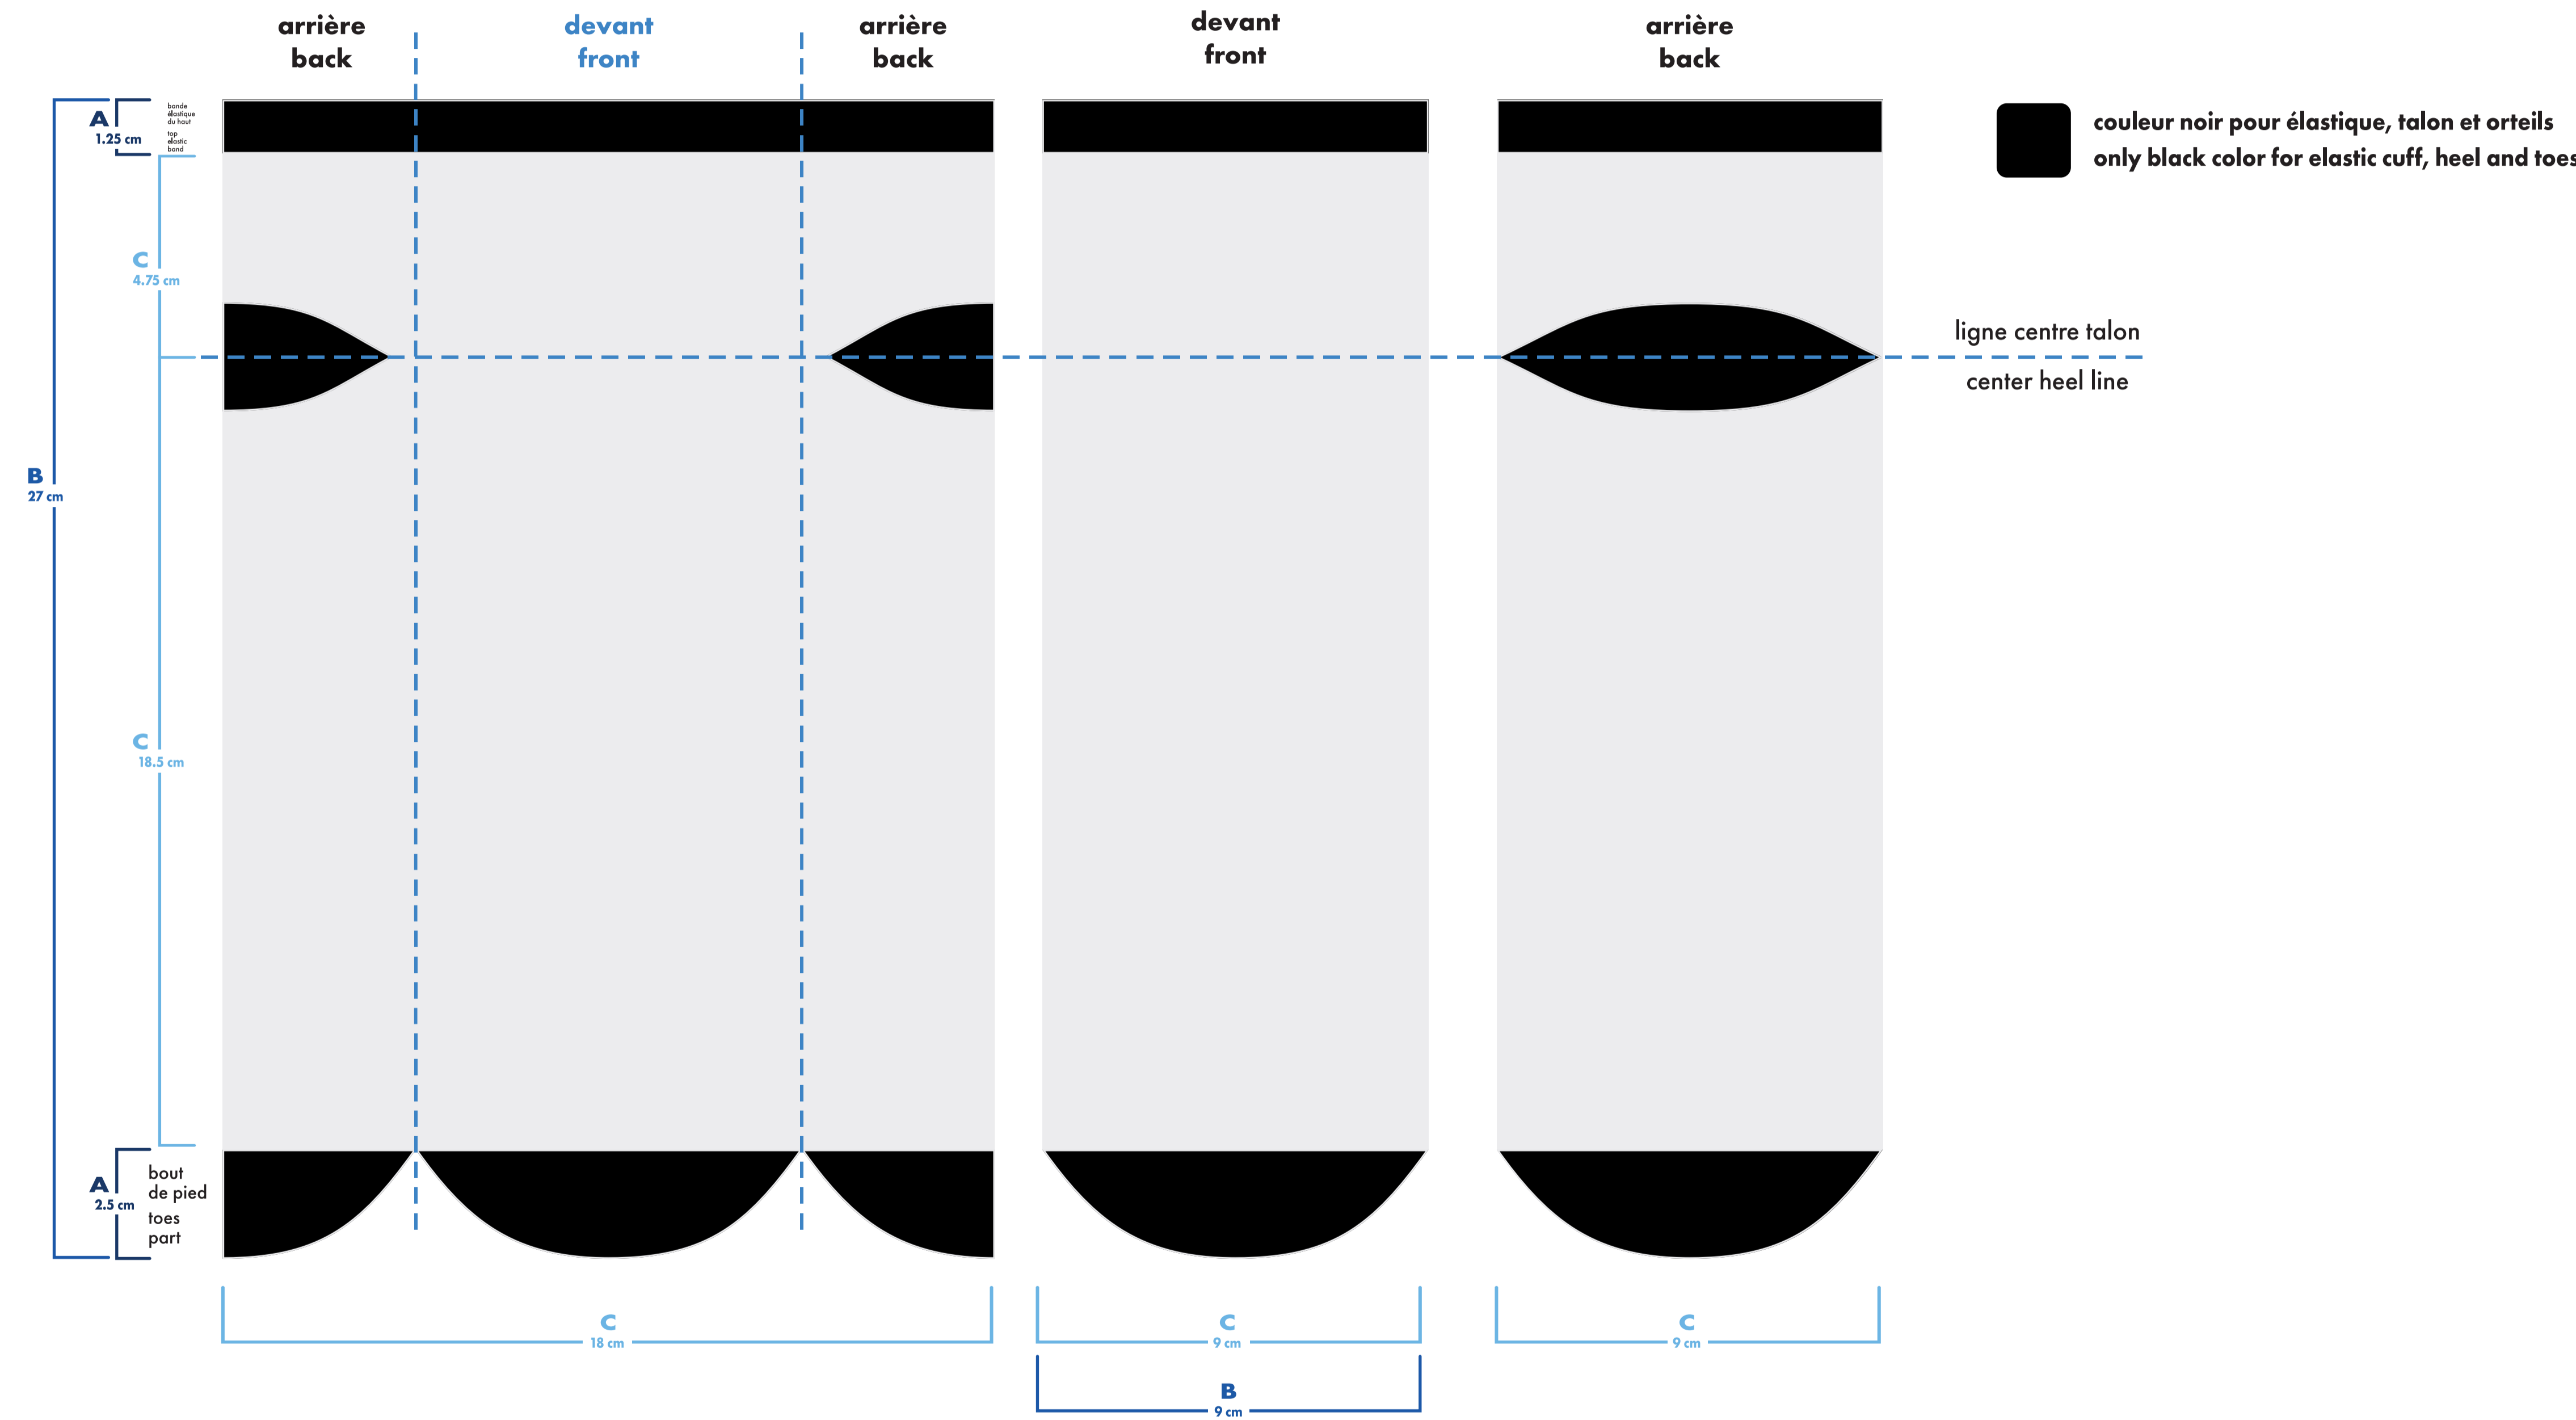 arrière
back
devant
front
arrière
back
devant
front
arrière
back
A
1.25 cm
bande
élastique
du haut
top
elastic
band
couleur noir pour élastique, talon et orteils
only black color for elastic cuff, heel and toes
C
4.75 cm
ligne centre talon
center heel line
B
27 cm
C
18.5 cm
A
2.5 cm
bout
de pied
toes
part
C
18 cm
C
9 cm
C
9 cm
B
9 cm